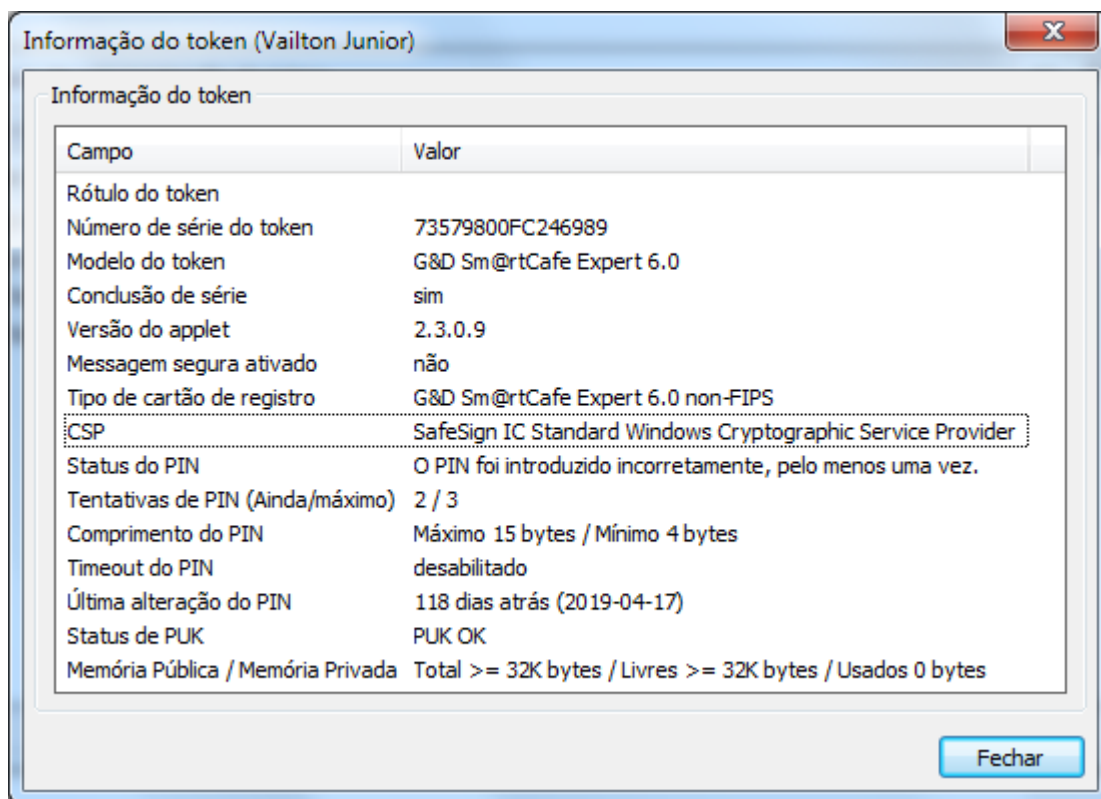 Informação do token (Vailton Junior)
Informação do token
Campo Valor
Rótulo do token
Número de série do token 73579800FC246989
Modelo do token G&D Sm@rtCafe Expert 6.0
Conclusão de série sim
Versão do applet 2.3.0.9
Messagem segura ativado não
Tipo de cartão de registro G&D Sm@rtCafe Expert 6.0 non-FIPS
CSP SafeSign IC Standard Windows Cryptographic Service Provider
Status do PIN O PIN foi introduzido incorretamente, pelo menos uma vez.
Tentativas de PIN (Ainda/máximo) 2 / 3
Comprimento do PIN Máximo 15 bytes / Mínimo 4 bytes
Timeout do PIN desabilitado
Última alteração do PIN 118 dias atrás (2019-04-17)
Status de PUK PUK OK
Memória Pública / Memória Privada Total >= 32K bytes / Livres >= 32K bytes / Usados 0 bytes
Fechar